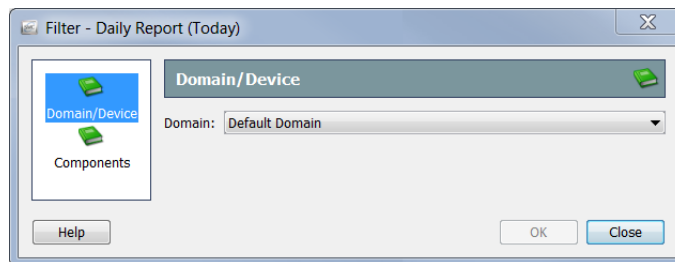 Filter - Daily Report (Today)
Domain/Device
Components
Domain/Device
Domain: Default Domain
Help
OK
Close